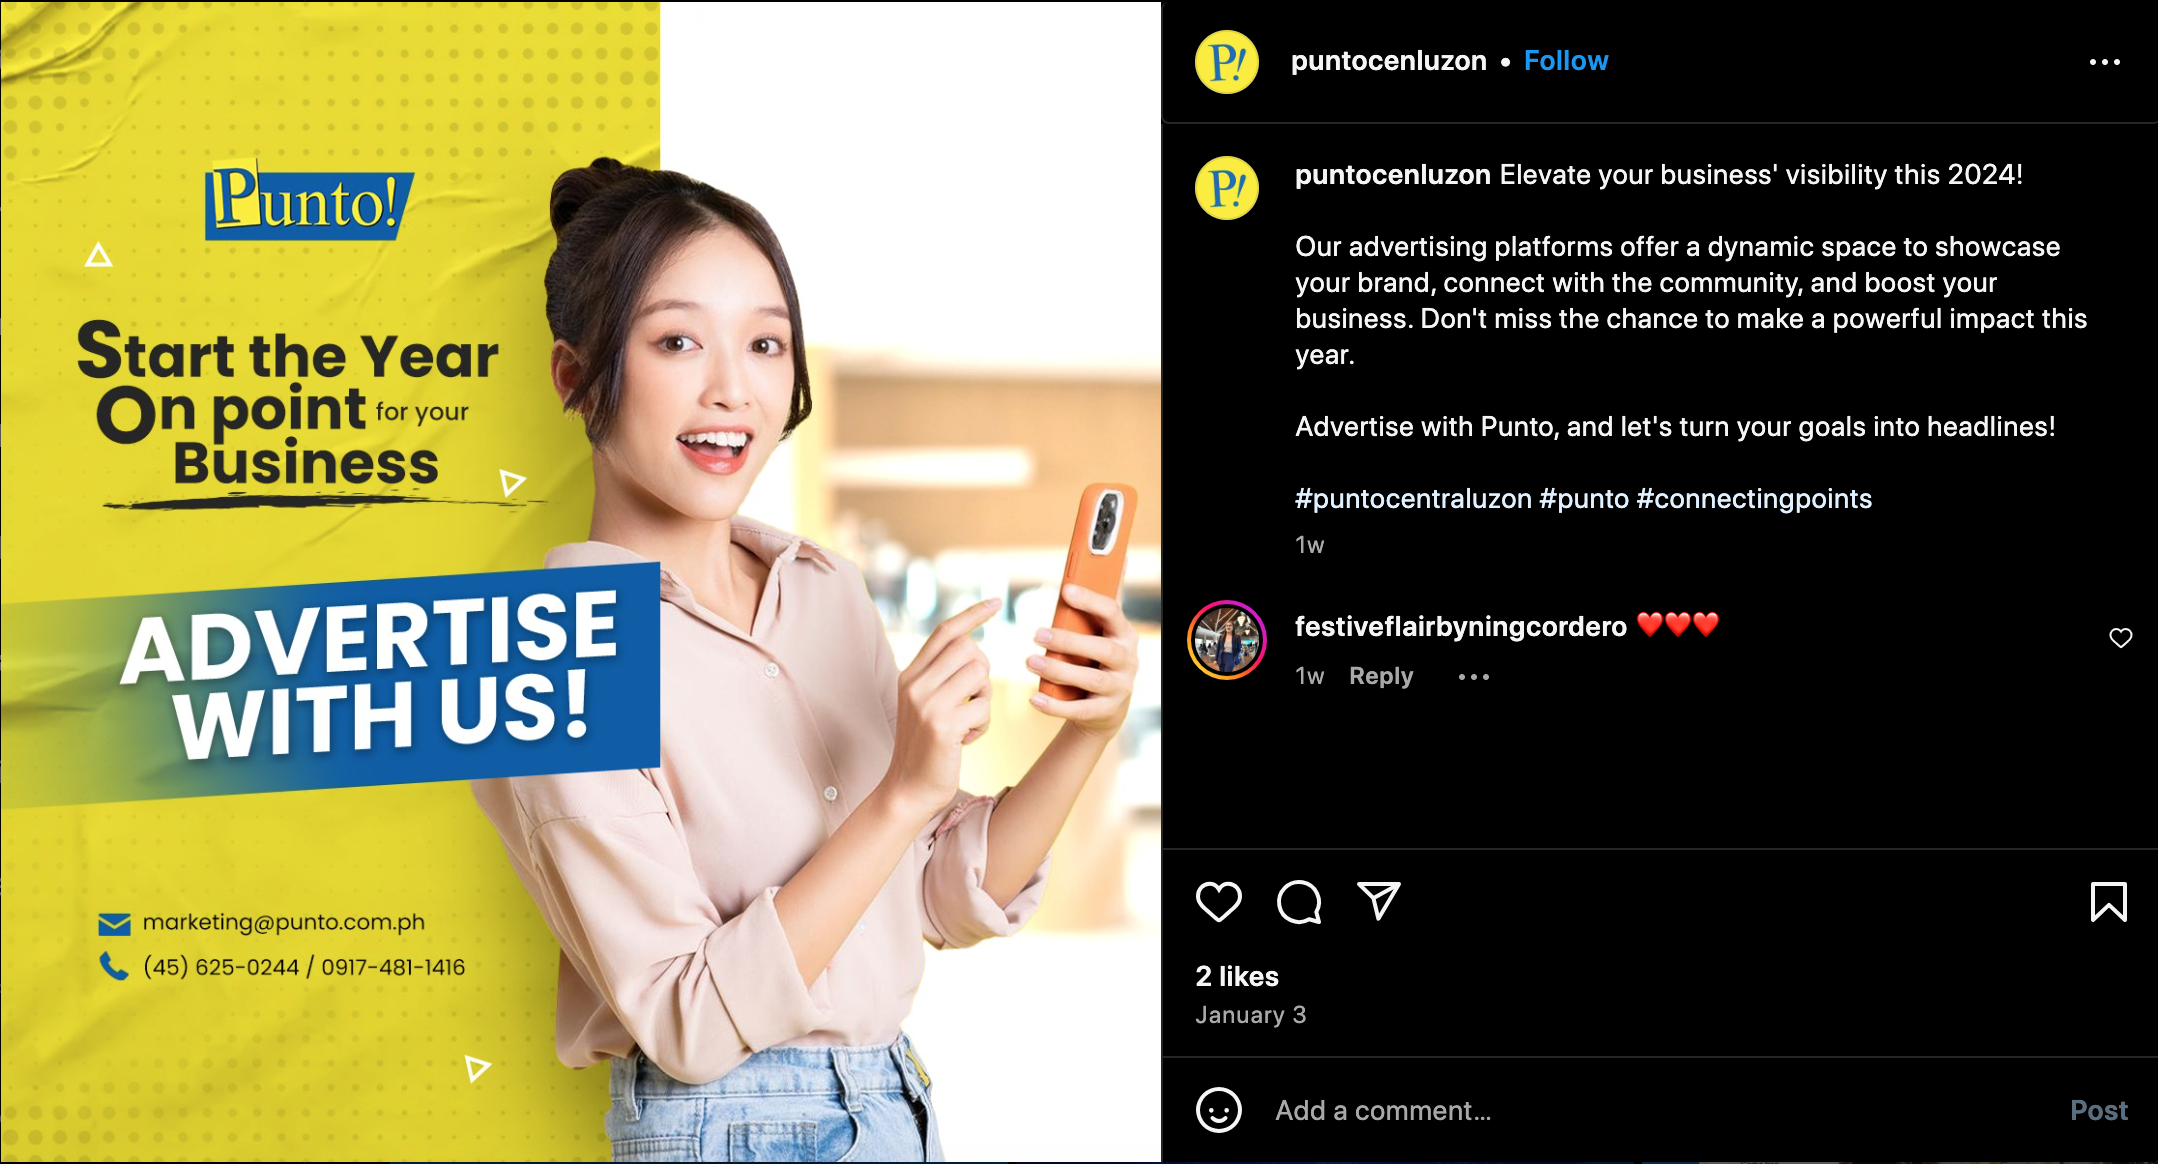 Punto!
Start the Year
On point for your
Business
ADVERTISE
WITH US!
marketing@punto.com.ph
(45) 625-0244 / 0917-481-1416
P!
puntocenluzon • Follow
P!
puntocenluzon Elevate your business' visibility this 2024!
Our advertising platforms offer a dynamic space to showcase
your brand, connect with the community, and boost your
business. Don't miss the chance to make a powerful impact this
year.
Advertise with Punto, and let's turn your goals into headlines!
#puntocentraluzon #punto #connectingpoints
1w
festiveflairbyningcordero ❤️❤️❤️
1w Reply
2 likes
January 3
Add a comment...
Post